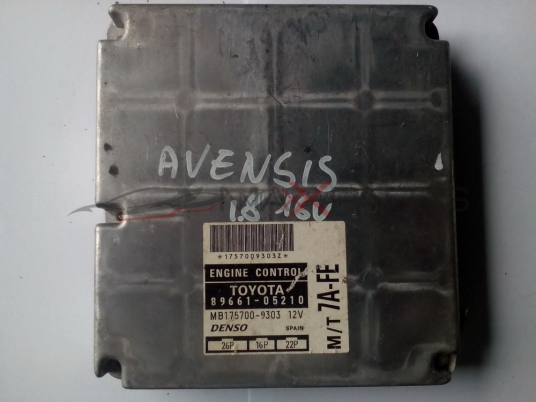 AVENSIS
1.8 16V
*1757009303Z*
ENGINE CONTROL
TOYOTA
89661-05210
MB175700-9303 12V
DENSO SPAIN
26P 16P 22P
M/T 7A-FE